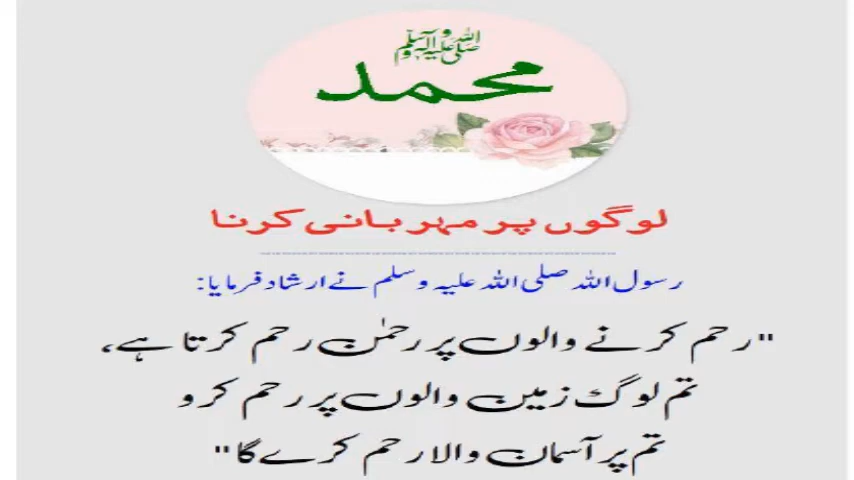 صلی اللہ علیہ وآلہ وسلم
محمد
لوگوں پر مہربانی کرنا
رسول اللہ صلی اللہ علیہ وسلم نے ارشاد فرمایا:
"رحم کرنے والوں پر رحمٰن رحم کرتا ہے،
تم لوگ زمین والوں پر رحم کرو
تم پر آسمان والا رحم کرے گا"